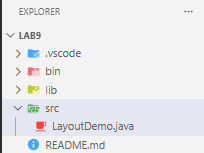 EXPLORER
LAB9
.vscode
bin
lib
src
LayoutDemo.java
README.md